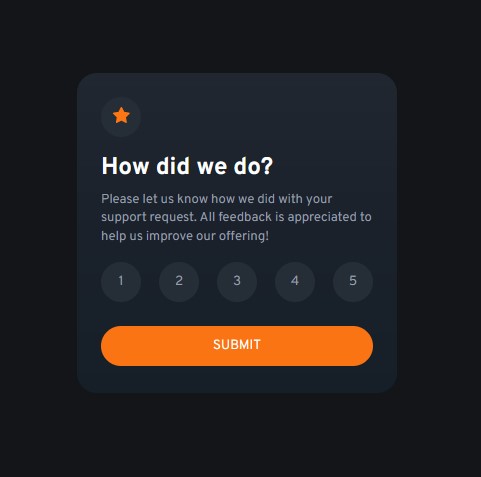 How did we do?
Please let us know how we did with your
support request. All feedback is appreciated to
help us improve our offering!
1 2 3 4 5
SUBMIT